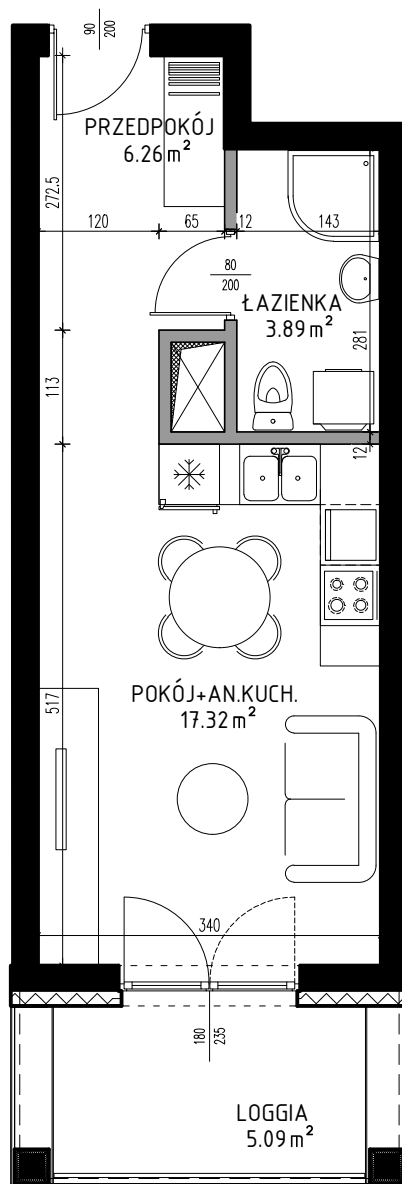 90
200
PRZEDPOKÓJ
6.26 m²
272.5
120
65
12
143
80
200
ŁAZIENKA
3.89 m²
281
113
12
POKÓJ+AN.KUCH.
17.32 m²
517
340
180
235
LOGGIA
5.09 m²